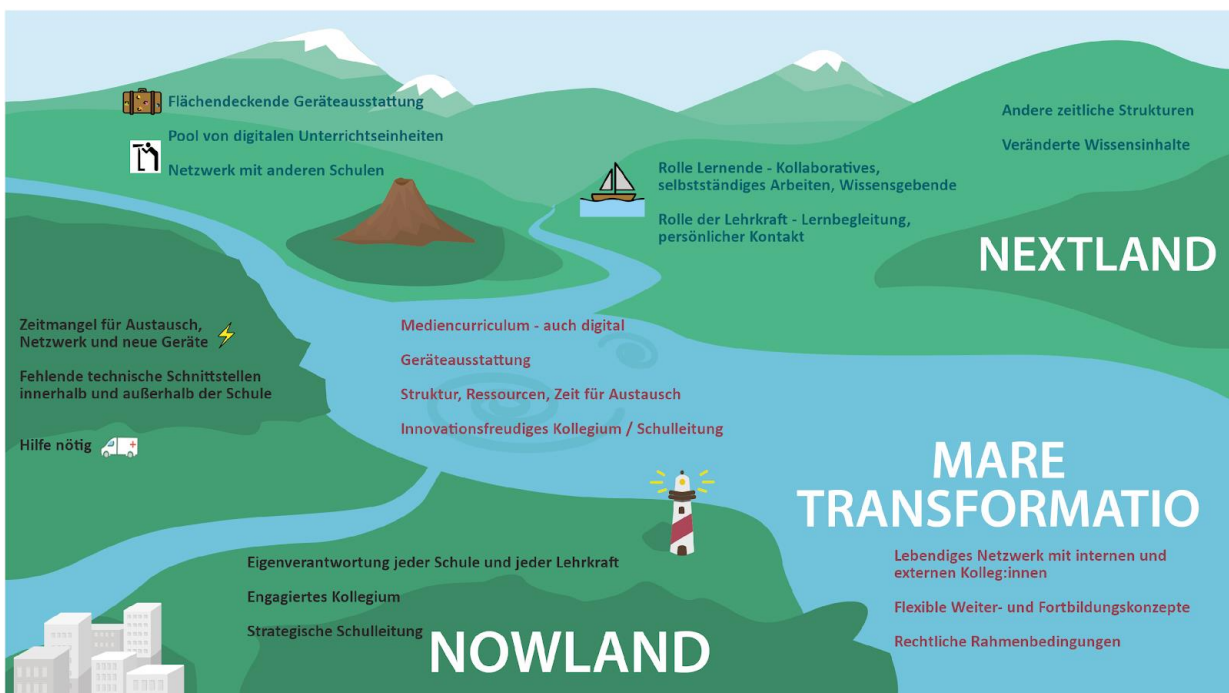 Flächendeckende Geräteausstattung
Pool von digitalen Unterrichtseinheiten
Netzwerk mit anderen Schulen
Andere zeitliche Strukturen
Veränderte Wissensinhalte
Rolle Lernende - Kollaboratives,
selbstständiges Arbeiten, Wissensgebende
Rolle der Lehrkraft - Lernbegleitung,
persönlicher Kontakt
NEXTLAND
Zeitmangel für Austausch,
Netzwerk und neue Geräte
Fehlende technische Schnittstellen
innerhalb und außerhalb der Schule
Hilfe nötig
Mediencurriculum - auch digital
Geräteausstattung
Struktur, Ressourcen, Zeit für Austausch
Innovationsfreudiges Kollegium / Schulleitung
MARE
TRANSFORMATIO
Lebendiges Netzwerk mit internen und
externen Kolleg:innen
Flexible Weiter- und Fortbildungskonzepte
Rechtliche Rahmenbedingungen
Eigenverantwortung jeder Schule und jeder Lehrkraft
Engagiertes Kollegium
Strategische Schulleitung
NOWLAND